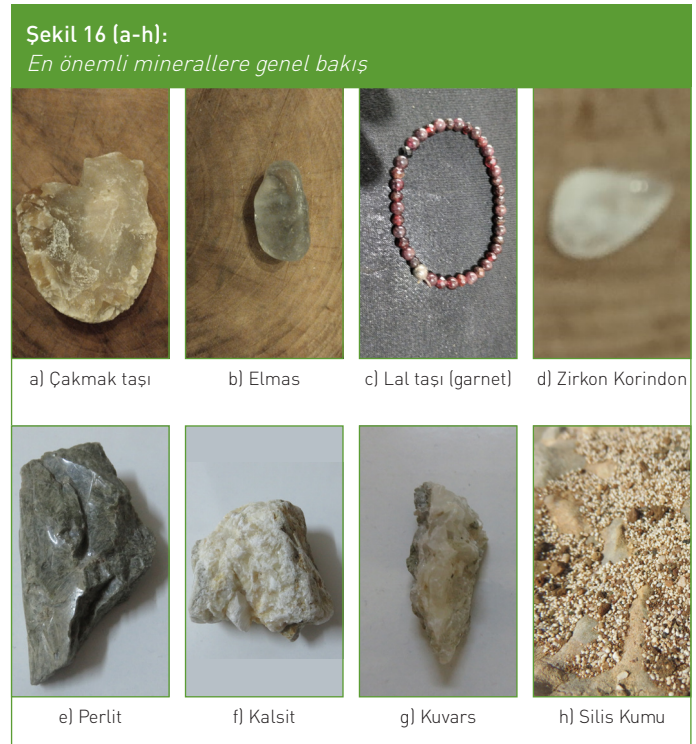 Şekil 16 (a-h):
En önemli minerallere genel bakış
a) Çakmak taşı
b) Elmas
c) Lal taşı (garnet)
d) Zirkon Korindon
e) Perlit
f) Kalsit
g) Kuvars
h) Silis Kumu